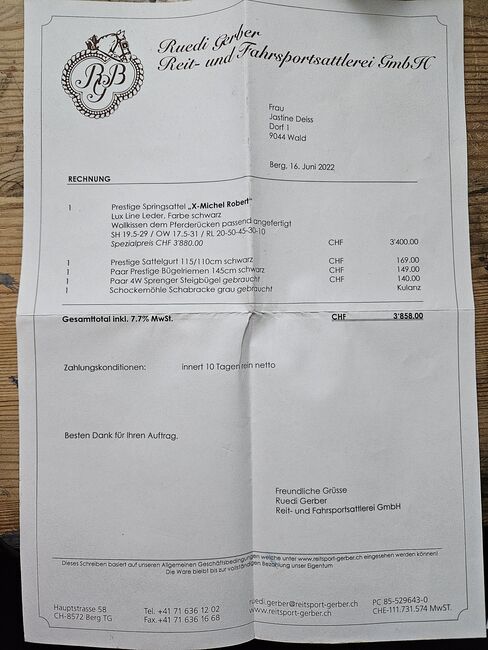 RGB
Ruedi Gerber
Reit- und Fahrsportsattlerei GmbH
Frau
Jastine Deiss
Dorf 1
9044 Wald
Berg, 16. Juni 2022
RECHNUNG
1 Prestige Springsattel „X-Michel Robert"
Lux Line Leder, Farbe schwarz
Wollkissen dem Pferderücken passend angefertigt
SH 19.5-29 / OW 17.5-31 / RL 20-50-45-30-10
Spezialpreis CHF 3'880.00 CHF 3'400.00
1 Prestige Sattelgurt 115/110cm schwarz CHF 169.00
1 Paar Prestige Bügelriemen 145cm schwarz CHF 149.00
1 Paar 4W Sprenger Steigbügel gebraucht CHF 140.00
1 Schockemöhle Schabracke grau gebraucht Kulanz
Gesamttotal inkl. 7.7% MwSt. CHF 3'858.00
Zahlungskonditionen: innert 10 Tagen rein netto
Besten Dank für Ihren Auftrag.
Freundliche Grüsse
Ruedi Gerber
Reit- und Fahrsportsattlerei GmbH
Dieses Schreiben basiert auf unseren Allgemeinen Geschäftsbedingungen welche unter www.reitsport-gerber.ch eingesehen werden können!
Die Ware bleibt bis zur vollständigen Bezahlung unser Eigentum
Hauptstrasse 58 Tel. +41 71 636 12 02 ruedi.gerber@reitsport-gerber.ch PC 85-529643-0
CH-8572 Berg TG Fax.+41 71 636 16 68 www.reitsport-gerber.ch CHE-111.731.574 MwST.